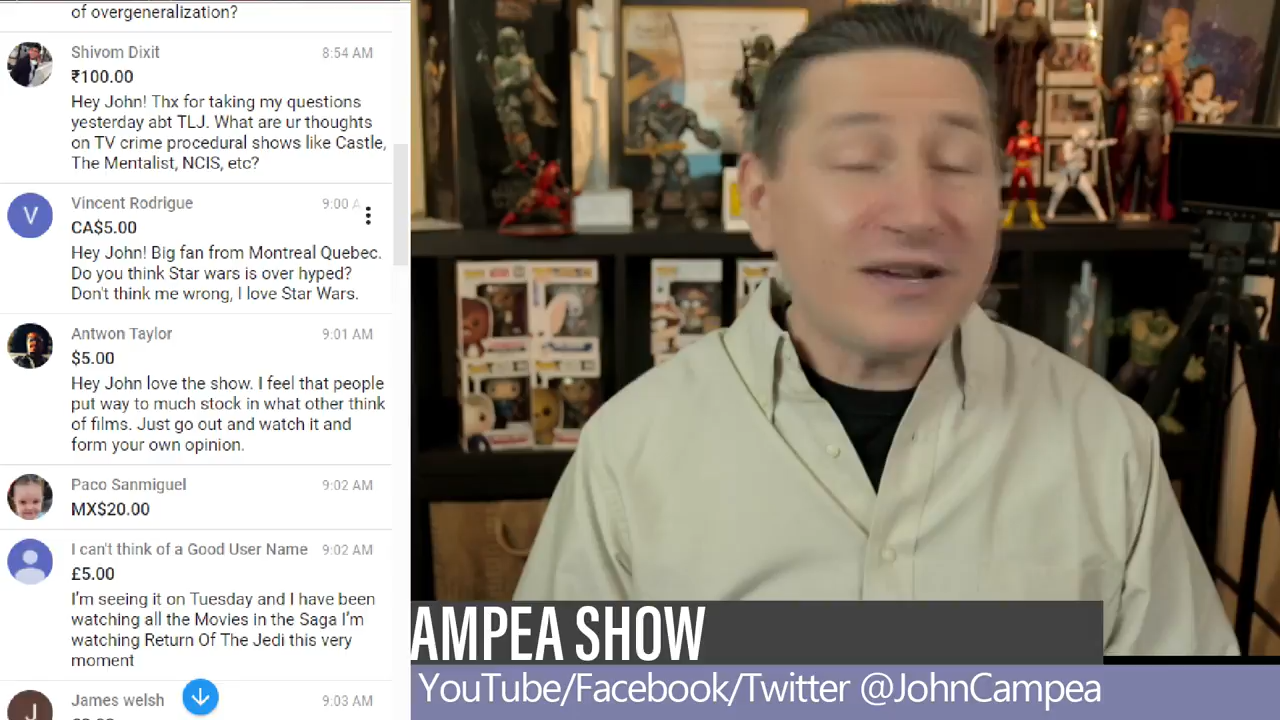 of overgeneralization?
Shivom Dixit
8:54 AM
₹100.00
Hey John! Thx for taking my questions
yesterday abt TLJ. What are ur thoughts
on TV crime procedural shows like Castle,
The Mentalist, NCIS, etc?
V
Vincent Rodrigue
9:00 A
CA$5.00
Hey John! Big fan from Montreal Quebec.
Do you think Star wars is over hyped?
Don't think me wrong, I love Star Wars.
Antwon Taylor
9:01 AM
$5.00
Hey John love the show. I feel that people
put way to much stock in what other think
of films. Just go out and watch it and
form your own opinion.
Paco Sanmiguel
9:02 AM
MX$20.00
I can't think of a Good User Name
9:02 AM
£5.00
I'm seeing it on Tuesday and I have been
watching all the Movies in the Saga I'm
watching Return Of The Jedi this very
moment
J
James welsh
9:03 AM
AMPEA SHOW
YouTube/Facebook/Twitter @JohnCampea